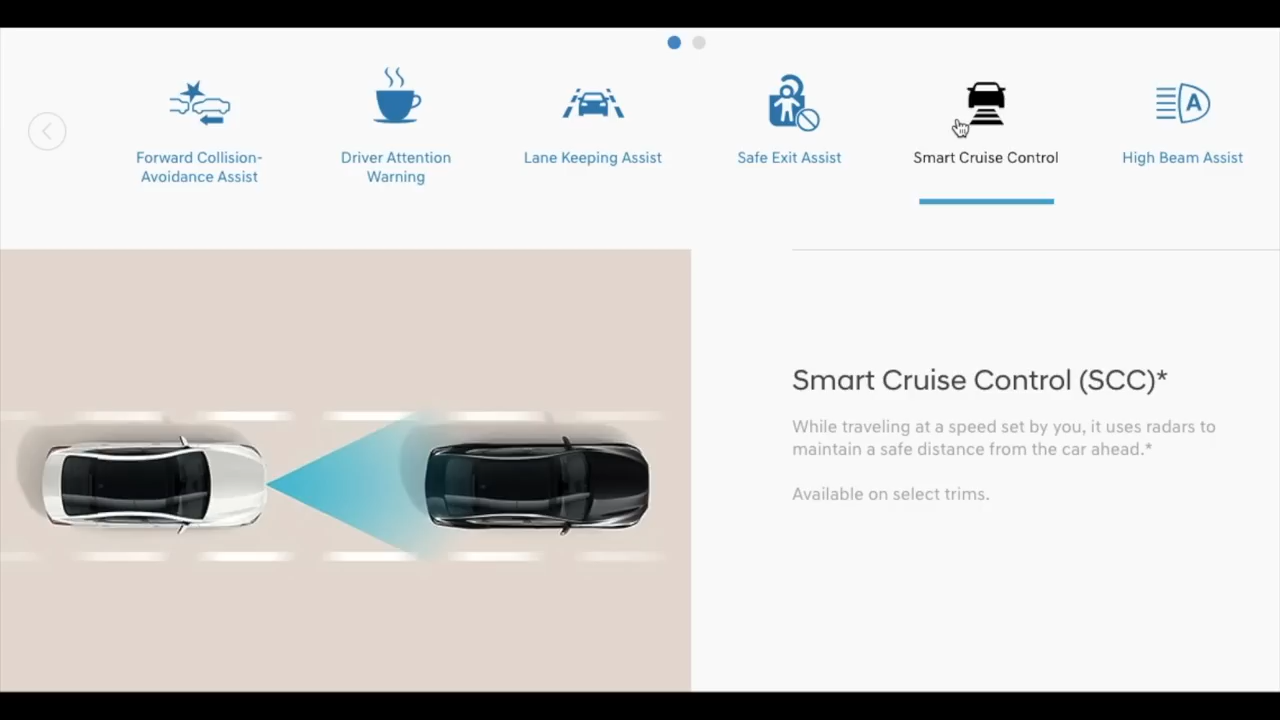 Forward Collision-
Avoidance Assist
Driver Attention
Warning
Lane Keeping Assist
Safe Exit Assist
Smart Cruise Control
A
High Beam Assist
Smart Cruise Control (SCC)*
While traveling at a speed set by you, it uses radars to
maintain a safe distance from the car ahead.*
Available on select trims.